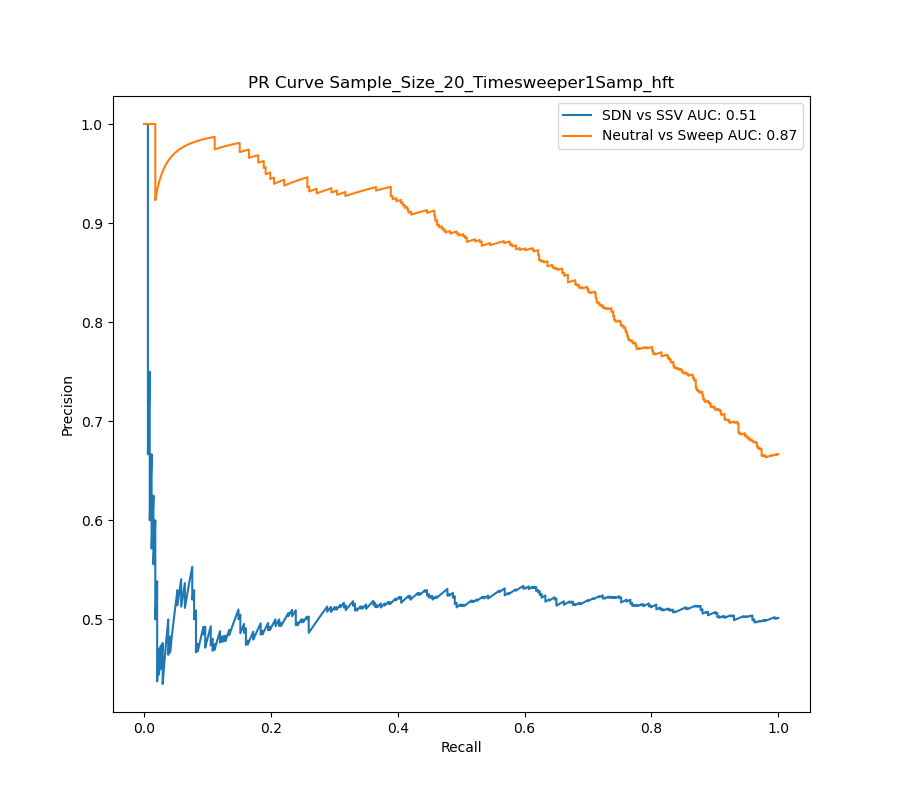 PR Curve Sample_Size_20_Timesweeper1Samp_hft
SDN vs SSV AUC: 0.51
Neutral vs Sweep AUC: 0.87
1.0
0.9
0.8
0.7
0.6
0.5
Precision
0.0 0.2 0.4 0.6 0.8 1.0
Recall